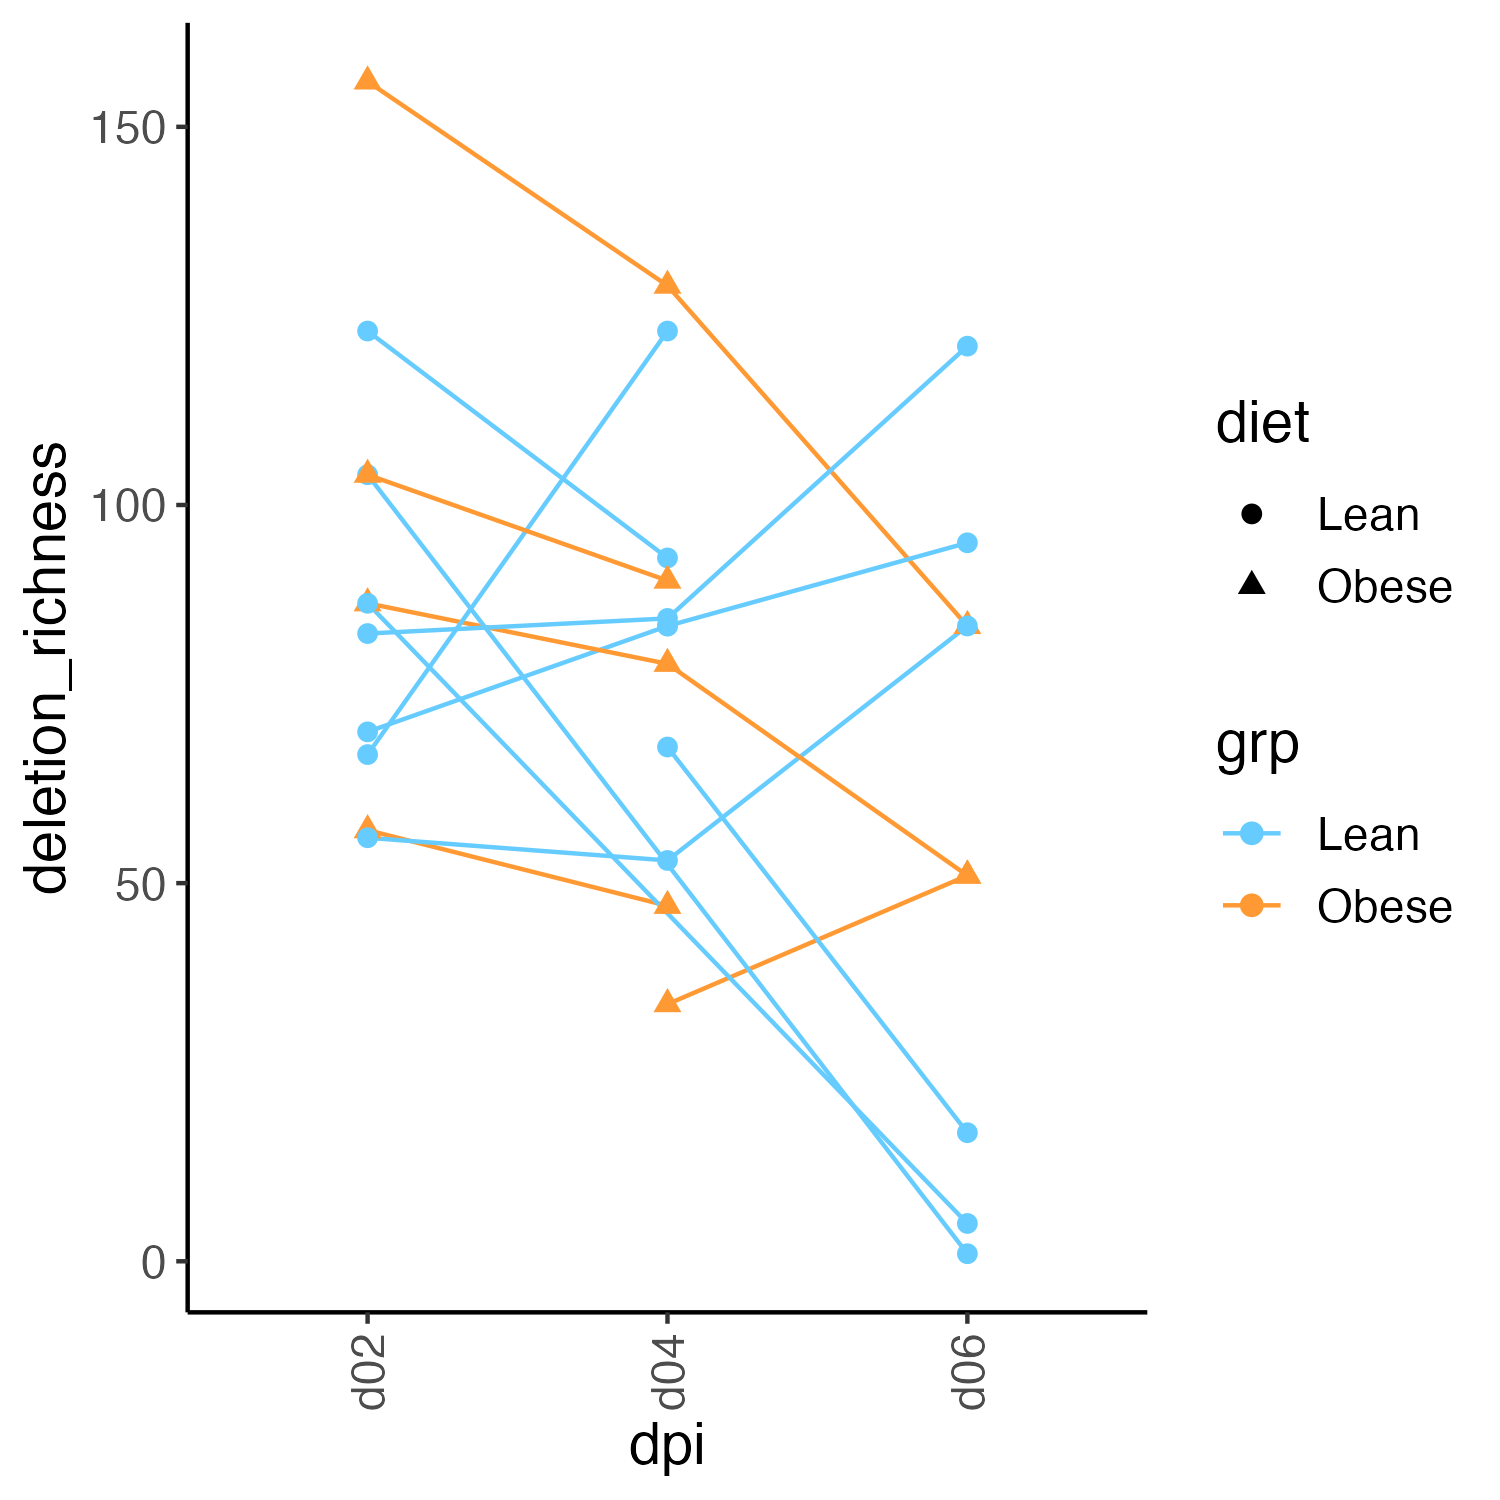 deletion_richness
150
100
50
0
d02
d04
d06
dpi
diet
Lean
Obese
grp
Lean
Obese